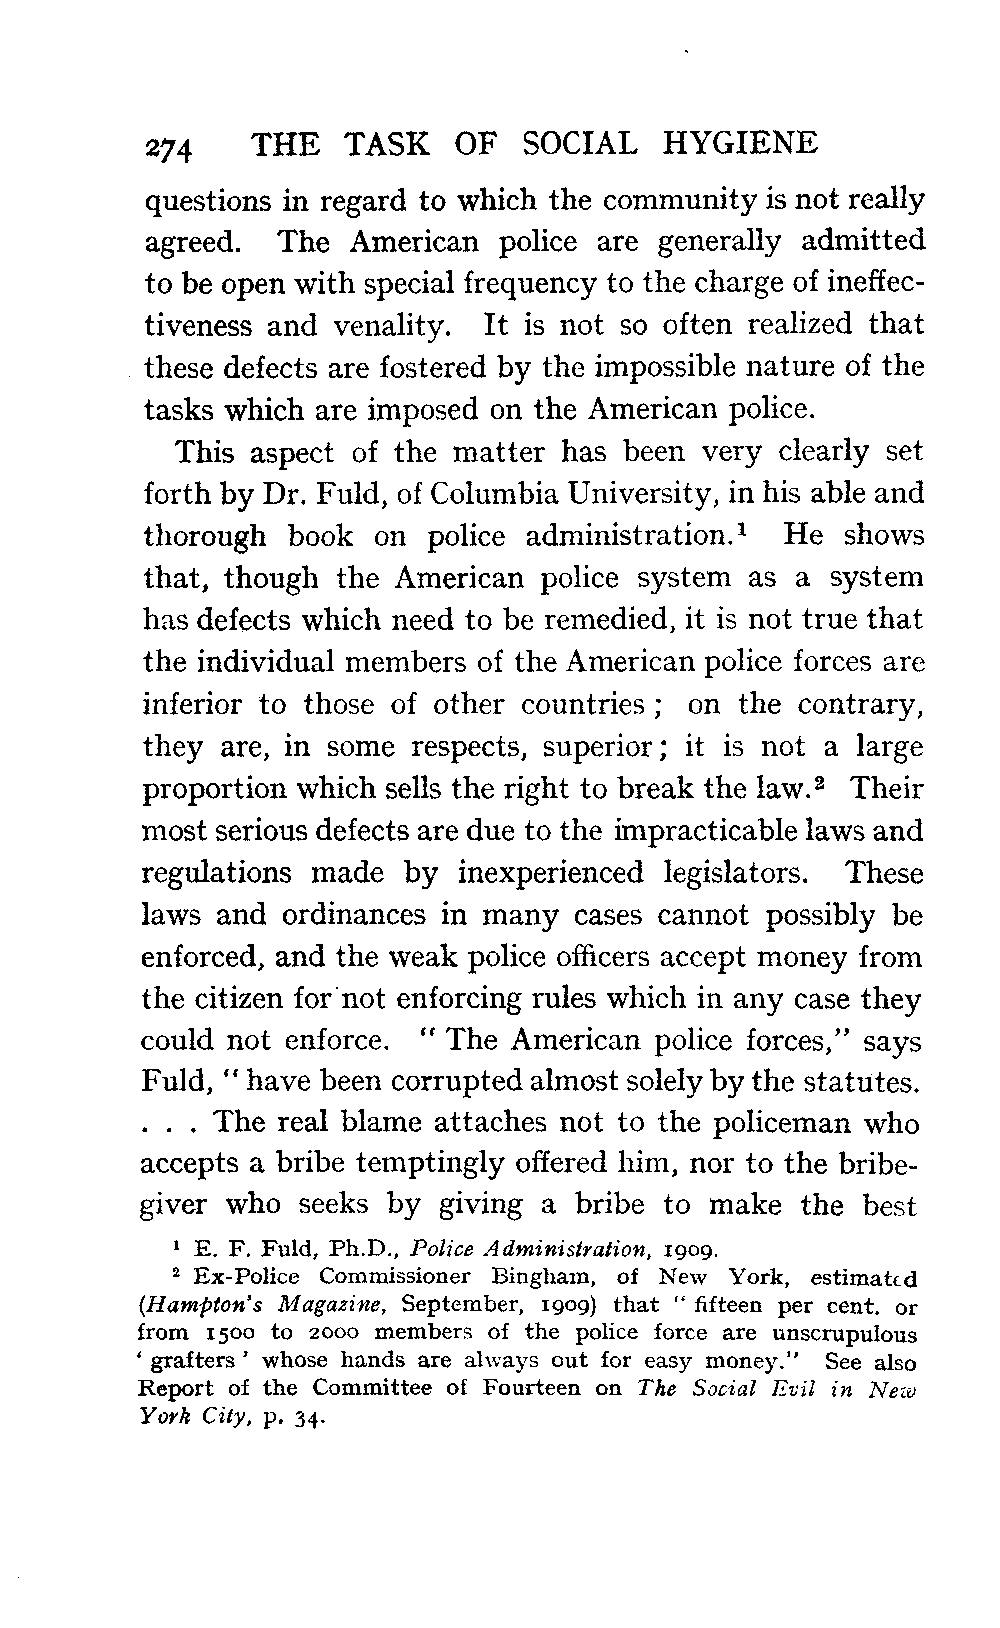 274 THE TASK OF SOCIAL HYGIENE
questions in regard to which the community is not really
agreed. The American police are generally admitted
to be open with special frequency to the charge of ineffec-
tiveness and venality. It is not so often realized that
these defects are fostered by the impossible nature of the
tasks which are imposed on the American police.
This aspect of the matter has been very clearly set
forth by Dr. Fuld, of Columbia University, in his able and
thorough book on police administration.¹ He shows
that, though the American police system as a system
has defects which need to be remedied, it is not true that
the individual members of the American police forces are
inferior to those of other countries ; on the contrary,
they are, in some respects, superior ; it is not a large
proportion which sells the right to break the law.² Their
most serious defects are due to the impracticable laws and
regulations made by inexperienced legislators. These
laws and ordinances in many cases cannot possibly be
enforced, and the weak police officers accept money from
the citizen for not enforcing rules which in any case they
could not enforce. " The American police forces," says
Fuld, " have been corrupted almost solely by the statutes.
. . . The real blame attaches not to the policeman who
accepts a bribe temptingly offered him, nor to the bribe-
giver who seeks by giving a bribe to make the best
¹ E. F. Fuld, Ph.D., Police Administration, 1909.
² Ex-Police Commissioner Bingham, of New York, estimated
(Hampton's Magazine, September, 1909) that " fifteen per cent. or
from 1500 to 2000 members of the police force are unscrupulous
' grafters ' whose hands are always out for easy money." See also
Report of the Committee of Fourteen on The Social Evil in New
York City, p. 34.